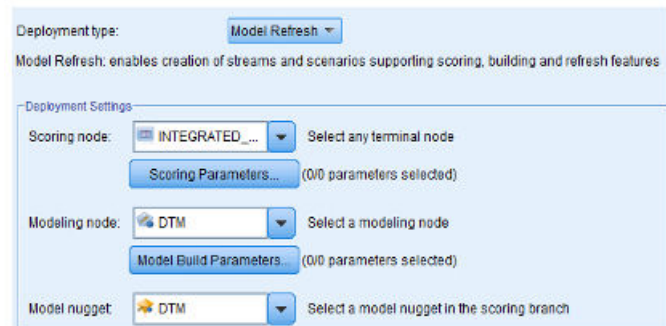 Deployment type: Model Refresh
Model Refresh: enables creation of streams and scenarios supporting scoring, building and refresh features
Deployment Settings
Scoring node: INTEGRATED_... Select any terminal node
Scoring Parameters... (0/0 parameters selected)
Modeling node: DTM Select a modeling node
Model Build Parameters... (0/0 parameters selected)
Model nugget: DTM Select a model nugget in the scoring branch